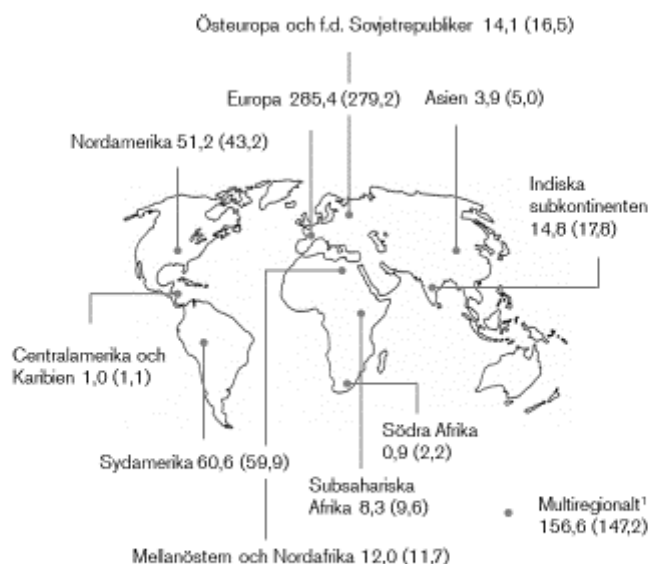 Östeuropa och f.d. Sovjetrepubliker 14,1 (16,5)
Europa 285,4 (279,2)
Asien 3,9 (5,0)
Nordamerika 51,2 (43,2)
Indiska
subkontinenten
14,8 (17,8)
Centralamerika och
Karibien 1,0 (1,1)
Södra Afrika
0,9 (2,2)
Sydamerika 60,6 (59,9)
Subsahariska
Afrika 8,3 (9,6)
Multiregionalt¹
156,6 (147,2)
Mellanöstern och Nordafrika 12,0 (11,7)